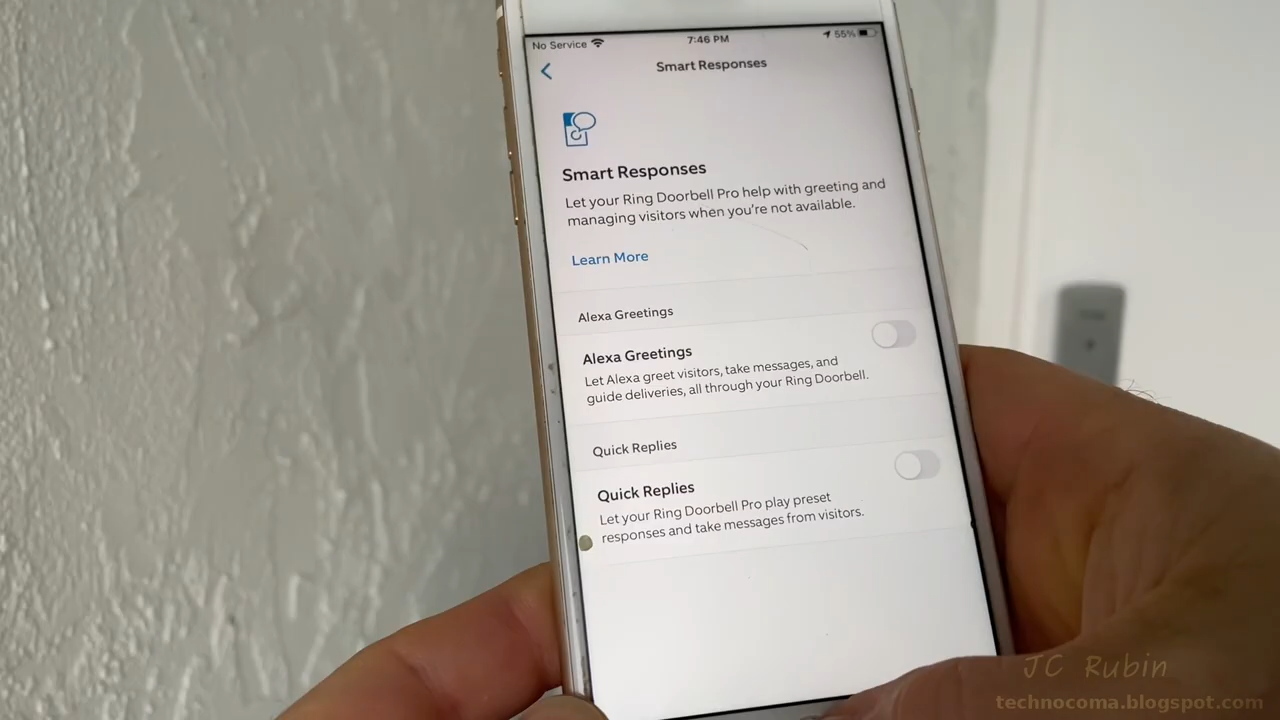 No Service
7:46 PM
55%
Smart Responses
Smart Responses
Let your Ring Doorbell Pro help with greeting and
managing visitors when you're not available.
Learn More
Alexa Greetings
Alexa Greetings
Let Alexa greet visitors, take messages, and
guide deliveries, all through your Ring Doorbell.
Quick Replies
Quick Replies
Let your Ring Doorbell Pro play preset
responses and take messages from visitors.
JC Rubin
technocoma.blogspot.com